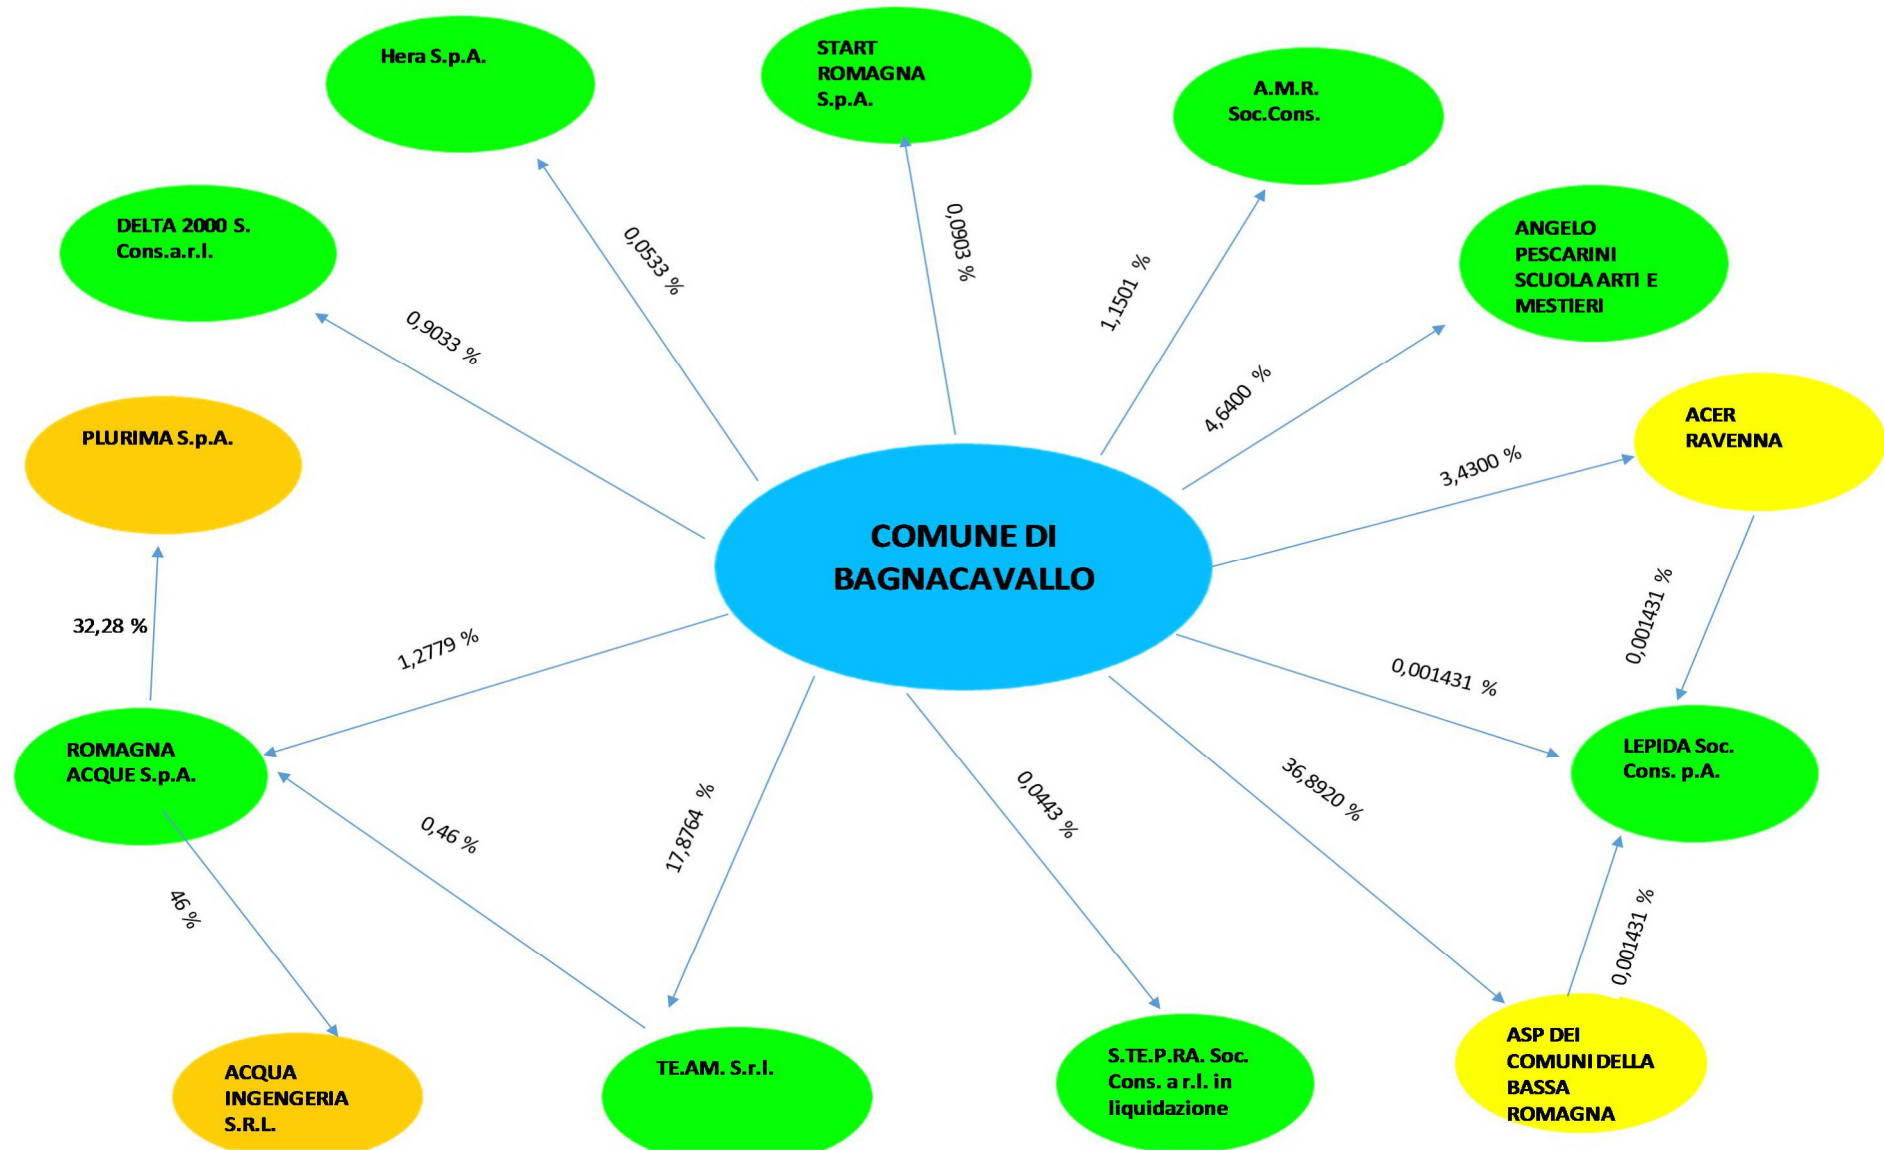 Hera S.p.A.
START
ROMAGNA
S.p.A.
A.M.R.
Soc.Cons.
DELTA 2000 S.
Cons.a.r.l.
ANGELO
PESCARINI
SCUOLA ARTI E
MESTIERI
0,0533 %
0,0903 %
1,1501 %
0,9033 %
4,6400 %
PLURIMA S.p.A.
ACER
RAVENNA
3,4300 %
COMUNE DI
BAGNACAVALLO
32,28 %
1,2779 %
0,001431 %
0,001431 %
ROMAGNA
ACQUE S.p.A.
LEPIDA Soc.
Cons. p.A.
0,46 %
17,8764 %
0,0443 %
36,8920 %
46 %
0,001431 %
ACQUA
INGENGERIA
S.R.L.
TE.AM. S.r.l.
S.TE.P.RA. Soc.
Cons. a r.l. in
liquidazione
ASP DEI
COMUNI DELLA
BASSA
ROMAGNA